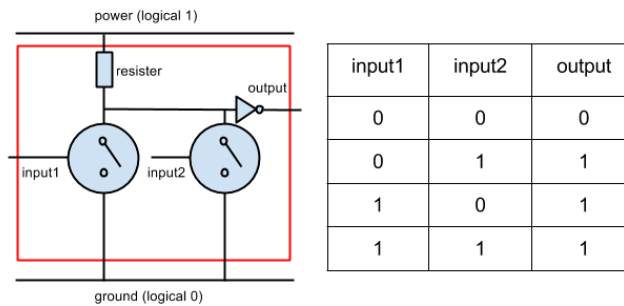 power (logical 1)
resister
output
input1
input2
ground (logical 0)
input1 input2 output
0 0 0
0 1 1
1 0 1
1 1 1